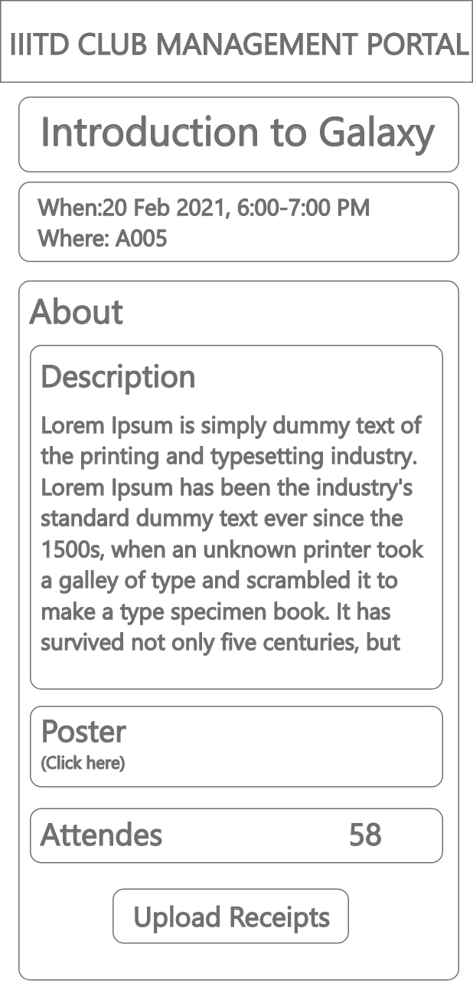 IIITD CLUB MANAGEMENT PORTAL
Introduction to Galaxy
When:20 Feb 2021, 6:00-7:00 PM
Where: A005
About
Description
Lorem Ipsum is simply dummy text of
the printing and typesetting industry.
Lorem Ipsum has been the industry's
standard dummy text ever since the
1500s, when an unknown printer took
a galley of type and scrambled it to
make a type specimen book. It has
survived not only five centuries, but
Poster
(Click here)
Attendes 58
Upload Receipts